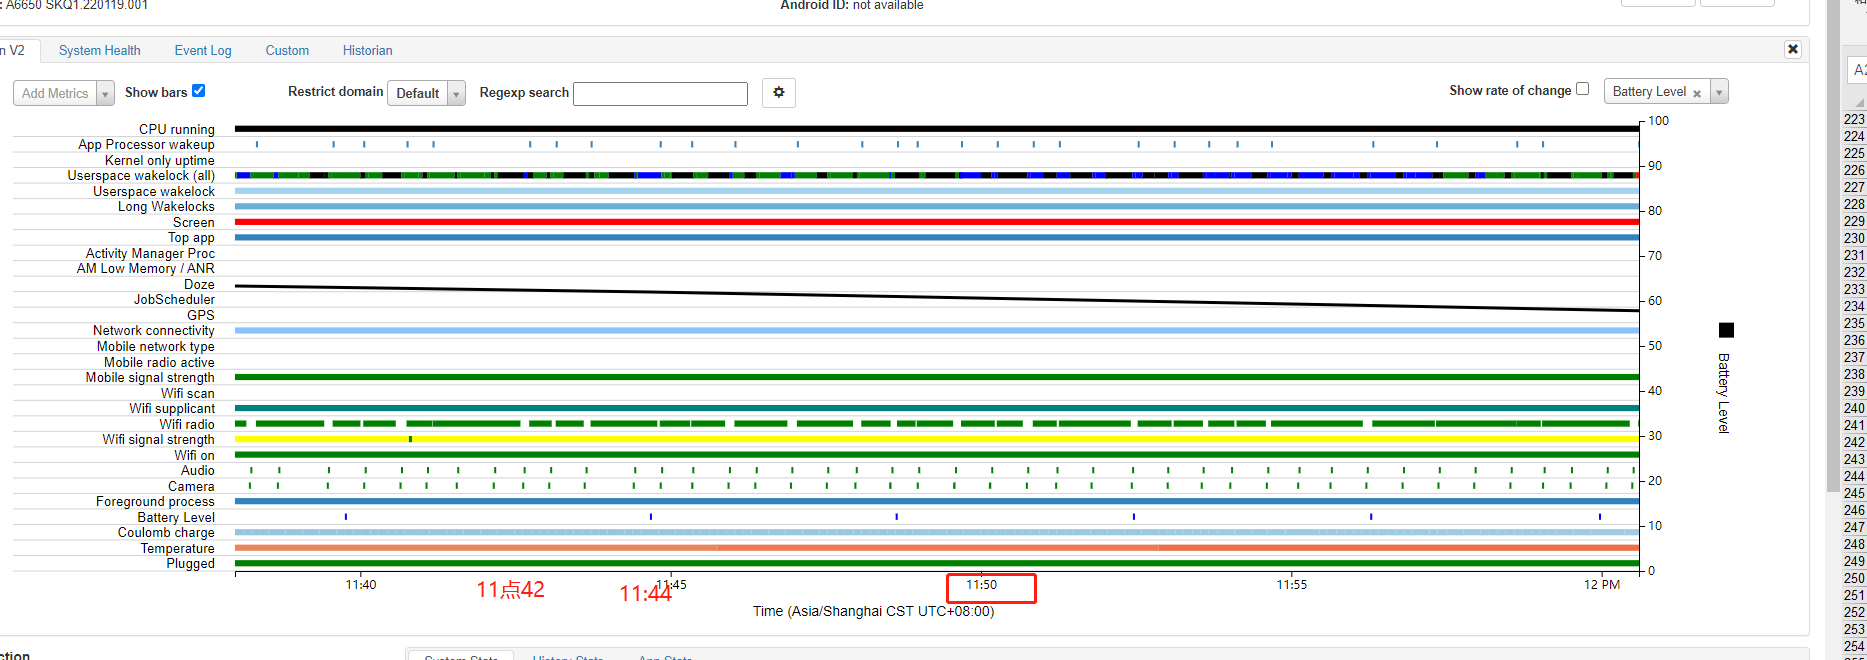 : A6650 SKQ1.220119.001
Android ID: not available
n V2
System Health
Event Log
Custom
Historian
Add Metrics
Show bars
Restrict domain
Default
Regexp search
Show rate of change
Battery Level
CPU running
App Processor wakeup
Kernel only uptime
Userspace wakelock (all)
Userspace wakelock
Long Wakelocks
Screen
Top app
Activity Manager Proc
AM Low Memory / ANR
Doze
JobScheduler
GPS
Network connectivity
Mobile network type
Mobile radio active
Mobile signal strength
Wifi scan
Wifi supplicant
Wifi radio
Wifi signal strength
Wifi on
Audio
Camera
Foreground process
Battery Level
Coulomb charge
Temperature
Plugged
100
90
80
70
60
50
40
30
20
10
0
Battery Level
11:40
11:45
11:50
11:55
12 PM
11点42
11:44
Time (Asia/Shanghai CST UTC+08:00)
ction
System Stats
History Stats
App Stats
223
224
225
226
227
228
229
230
231
232
233
234
235
236
237
238
239
240
241
242
243
244
245
246
247
248
249
250
251
252
253
254